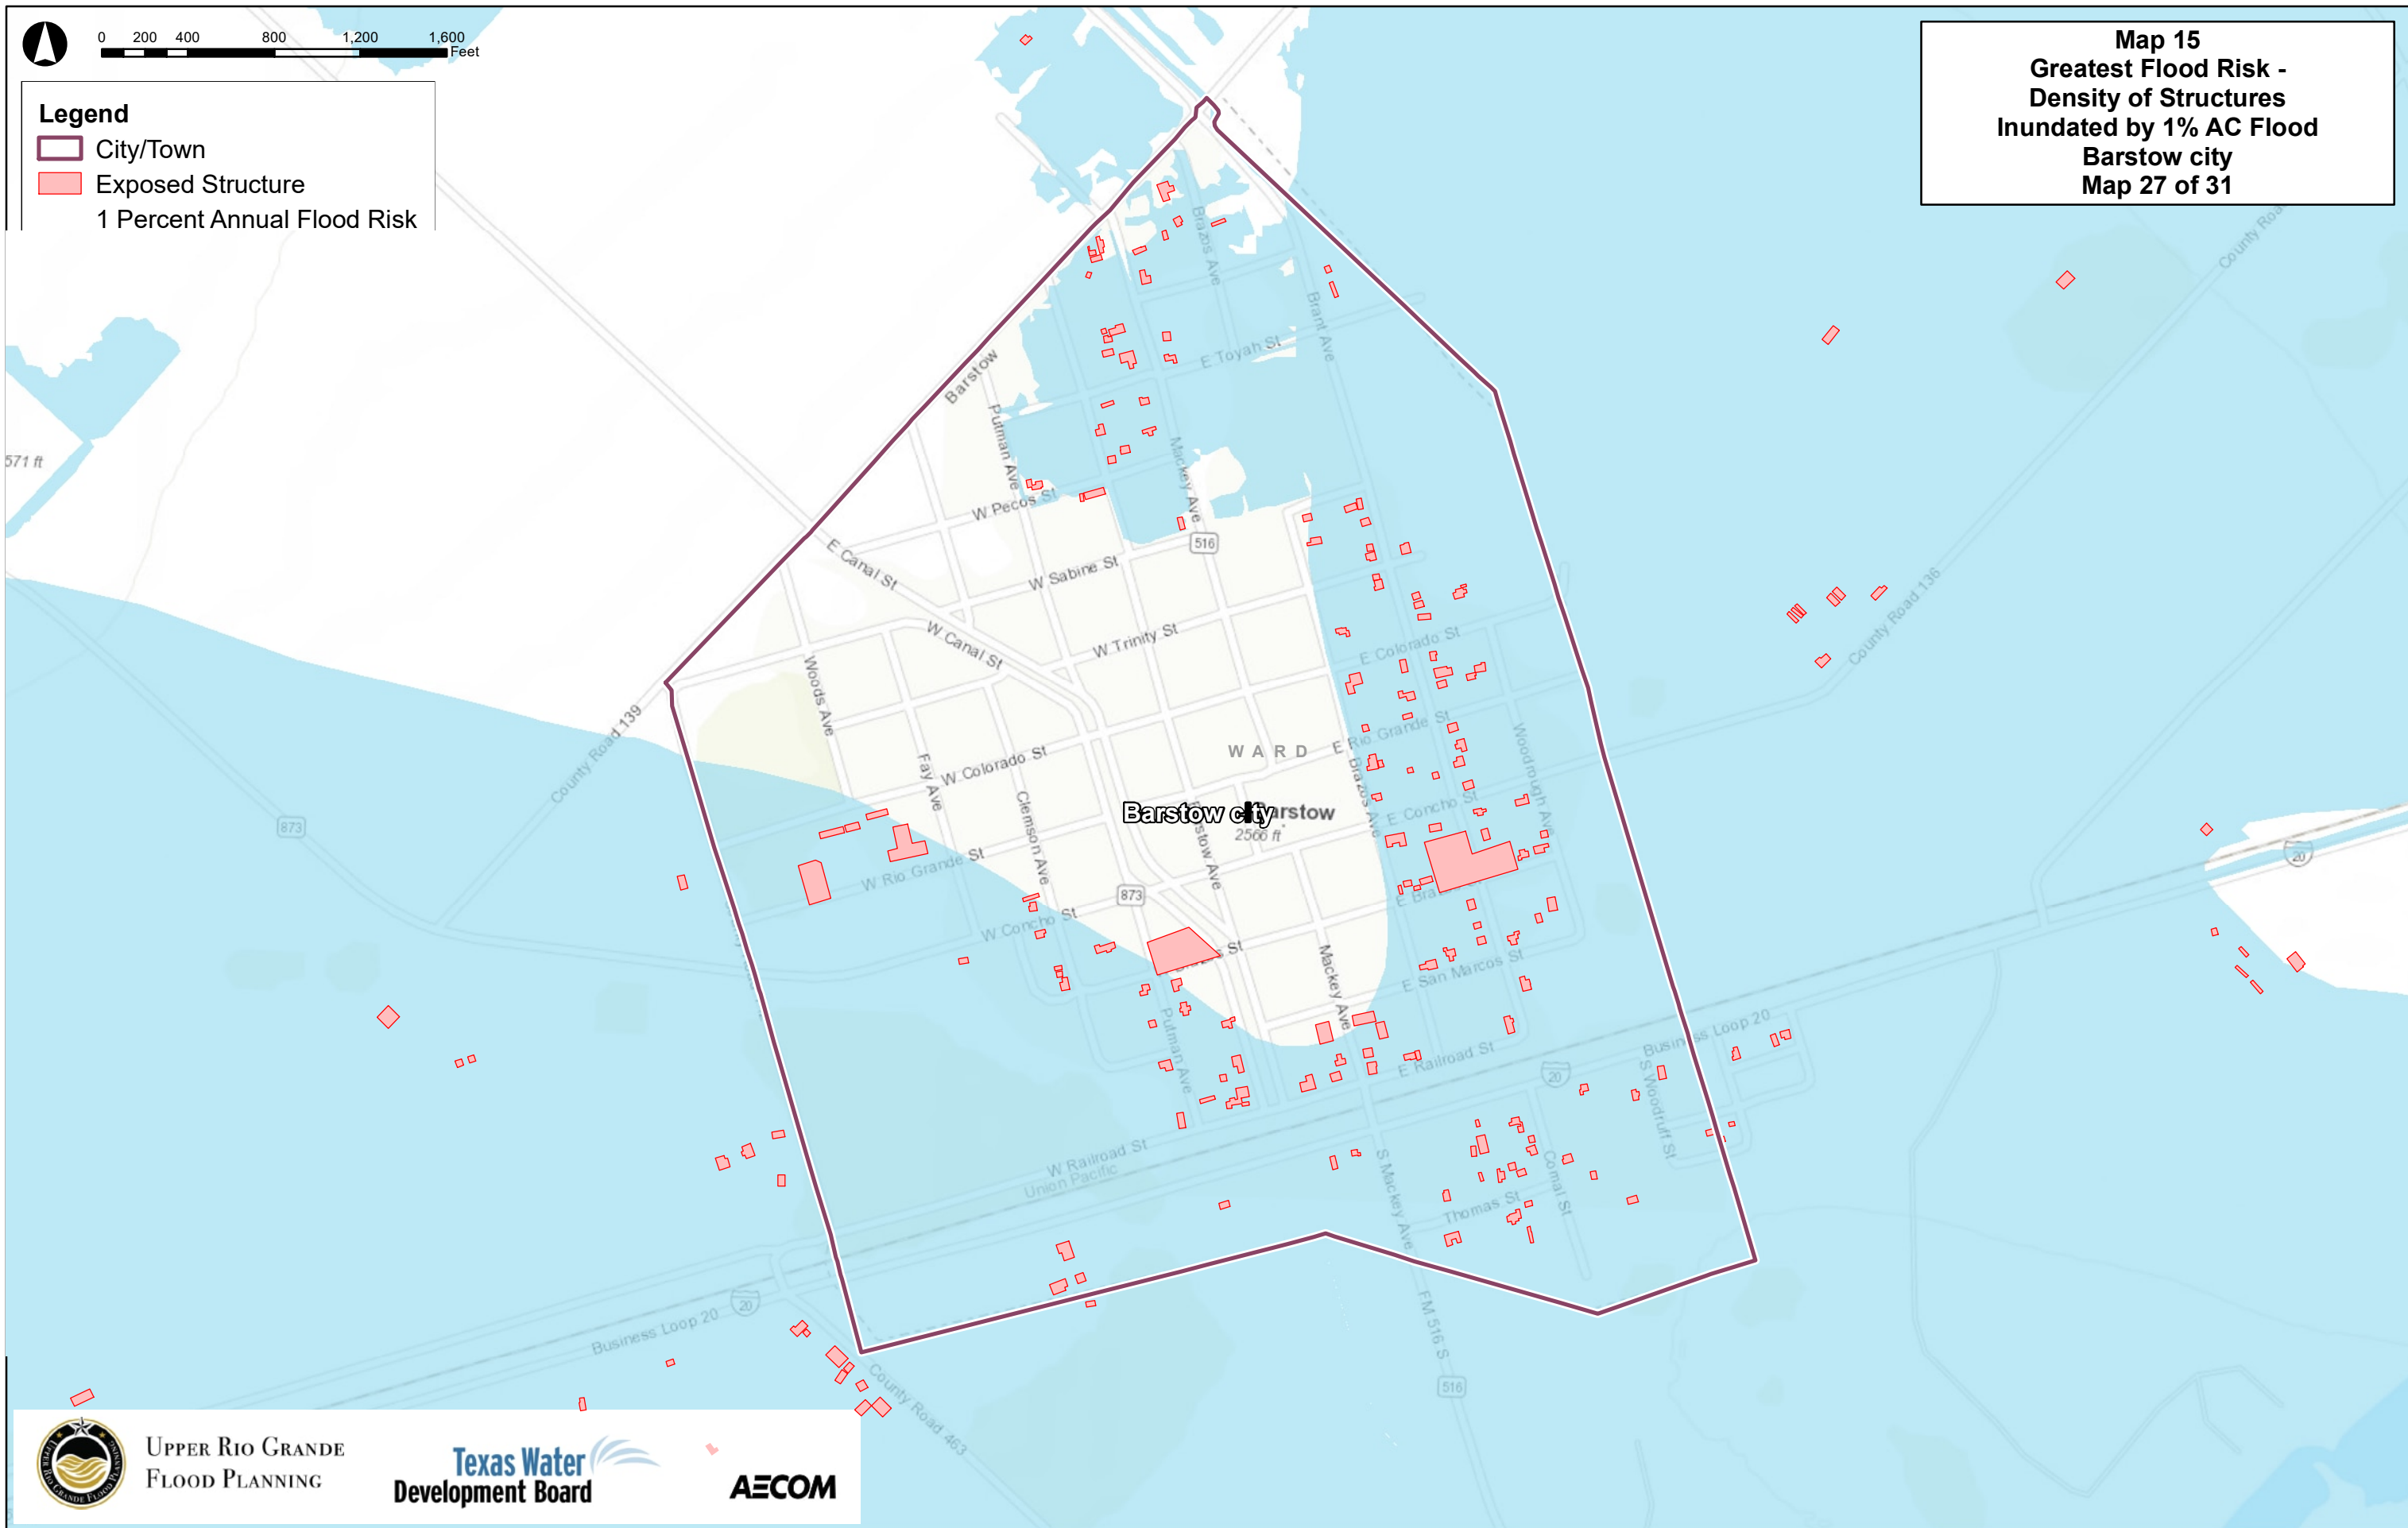 0 200 400 800 1,200 1,600
Feet
Map 15
Greatest Flood Risk -
Density of Structures
Inundated by 1% AC Flood
Barstow city
Map 27 of 31
Legend
City/Town
Exposed Structure
1 Percent Annual Flood Risk
Brazos Ave
Brant Ave
E Toyah St
Barstow
Putman Ave
Mackey Ave
W Pecos St
516
571 ft
E Canal St
W Sabine St
W Canal St
W Trinity St
E Colorado St
Woods Ave
County Road 139
County Road 136
W A R D
E Rio Grande St
Woodrough Ave
W Colorado St
Fay Ave
Clemson Ave
Barstow city
Barstow
2566 ft
Brazos Ave
E Concho St
873
W Rio Grande St
873
W Concho St
20
Mackey Ave
E San Marcos St
Putman Ave
E Railroad St
Business Loop 20
20
S Woodruff St
W Railroad St
Union Pacific
S Mackey Ave
Comal St
Thomas St
Business Loop 20
20
FM 516 S
516
County Road 463
UPPER RIO GRANDE
FLOOD PLANNING
Texas Water
Development Board
AECOM